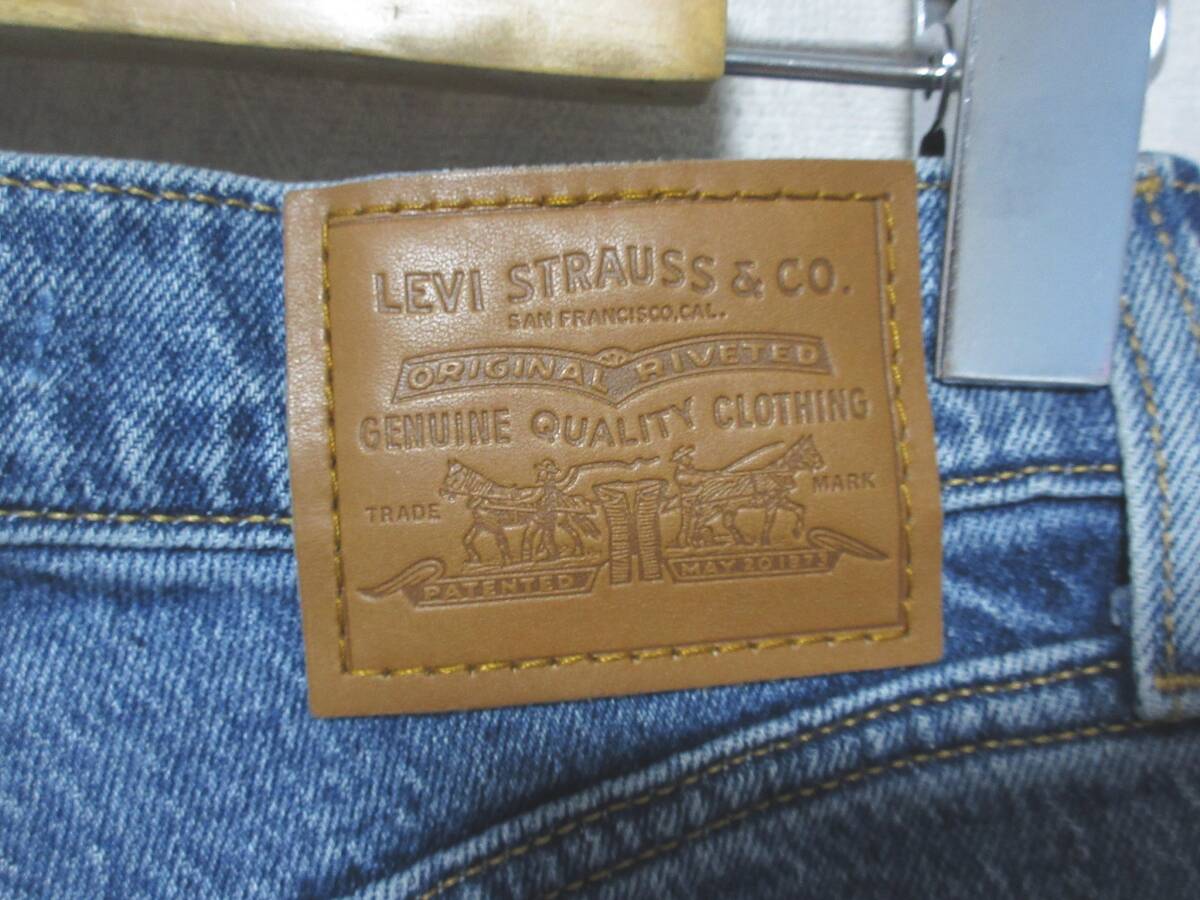 LEVI STRAUSS & CO.
SAN FRANCISCO, CAL.
ORIGINAL RIVETED
GENUINE QUALITY CLOTHING
TRADE MARK
PATENTED MAY 20 1873